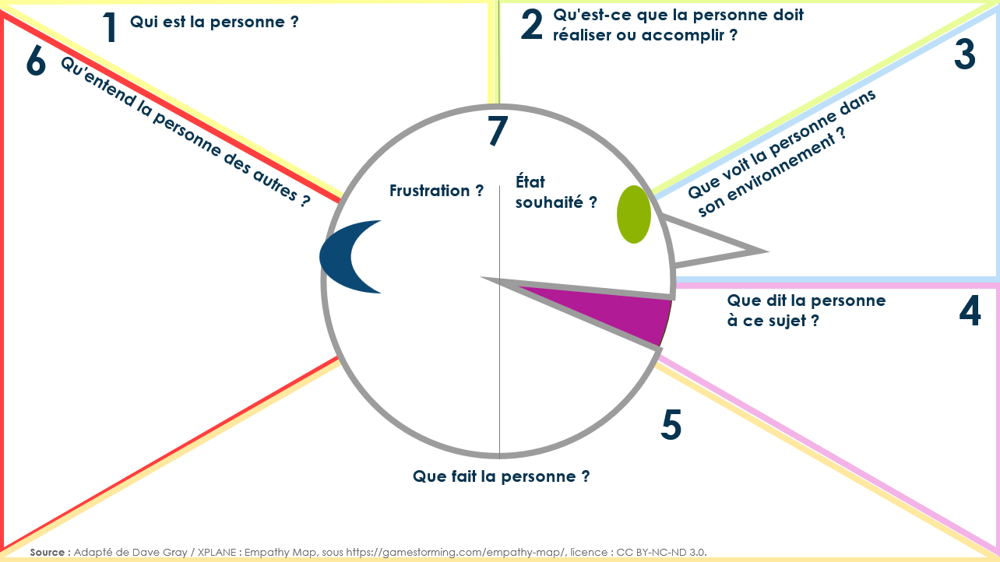 1 Qui est la personne ?
2 Qu'est-ce que la personne doit
réaliser ou accomplir ?
3
Que voit la personne dans
son environnement ?
4
Que dit la personne
à ce sujet ?
5
Que fait la personne ?
6
Qu'entend la personne des autres ?
7
Frustration ?
État
souhaité ?
Source : Adapté de Dave Gray / XPLANE : Empathy Map, sous https://gamestorming.com/empathy-map/, licence : CC BY-NC-ND 3.0.